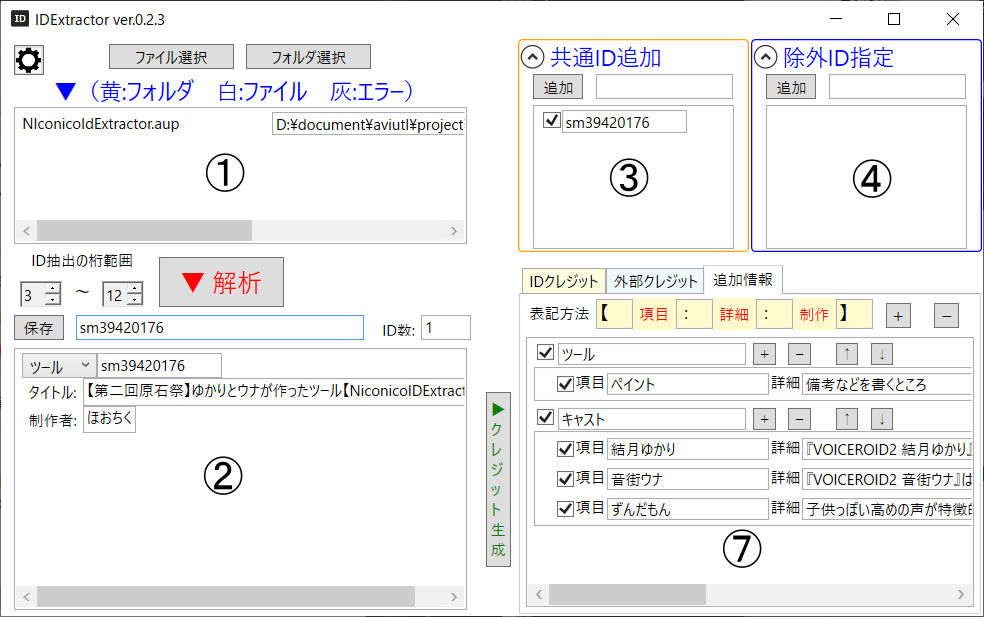 ID IDExtractor ver.0.2.3
ファイル選択 フォルダ選択
▼（黄:フォルダ 白:ファイル 灰:エラー）
NIconicoIdExtractor.aup D:¥document¥aviutl¥project
①
ID抽出の桁範囲
3 ～ 12 ▼ 解析
保存 sm39420176 ID数: 1
ツール sm39420176
タイトル: 【第二回原石祭】ゆかりとウナが作ったツール【NiconicoIDExtract
制作者: ほおちく
②
▶クレジット生成
共通ID追加
追加
sm39420176
③
除外ID指定
追加
④
IDクレジット 外部クレジット 追加情報
表記方法 【 項目 : 詳細 : 制作 】 + −
ツール + − ↑ ↓
項目 ペイント 詳細 備考などを書くところ
キャスト + − ↑ ↓
項目 結月ゆかり 詳細 『VOICEROID2 結月ゆかり』
項目 音街ウナ 詳細 『VOICEROID2 音街ウナ』は
項目 ずんだもん 詳細 子供っぽい高めの声が特徴的
⑦